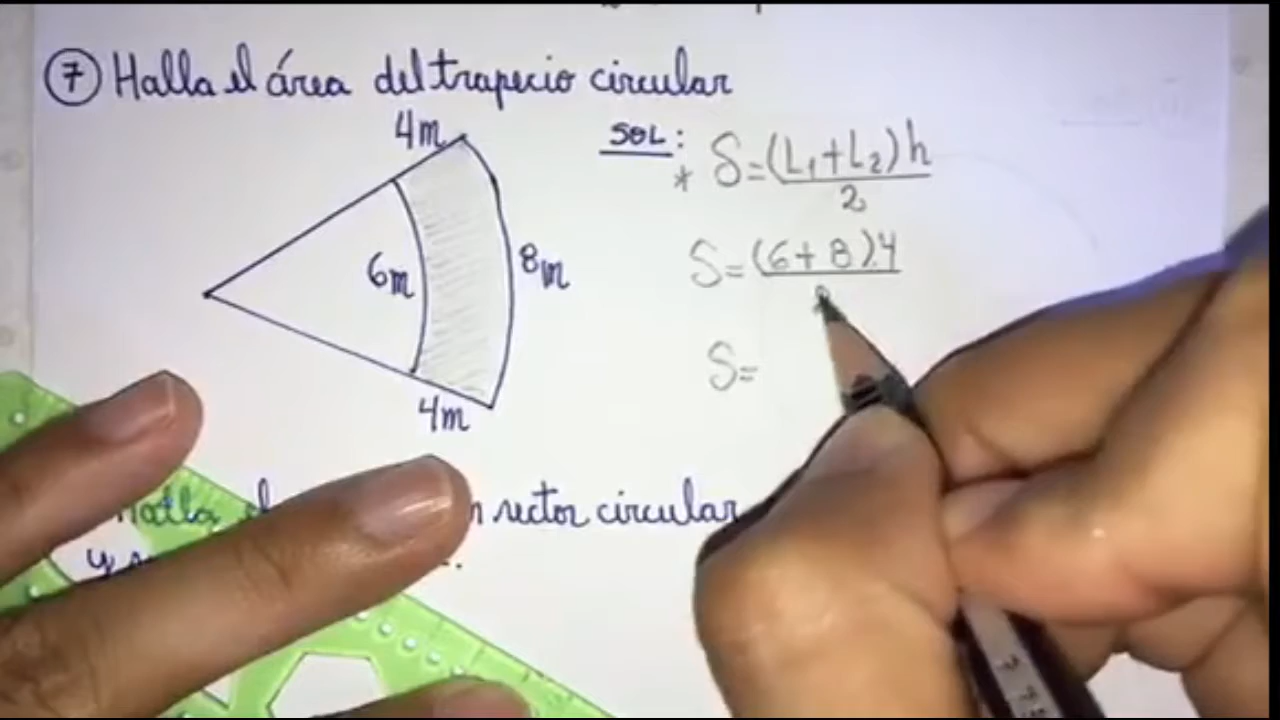 7 Halla el área del trapecio circular
4m
6m
8m
4m
SOL:
* S=(L₁+L₂)h
2
S=(6+8).4
S=
Halla el
n sector circular
y